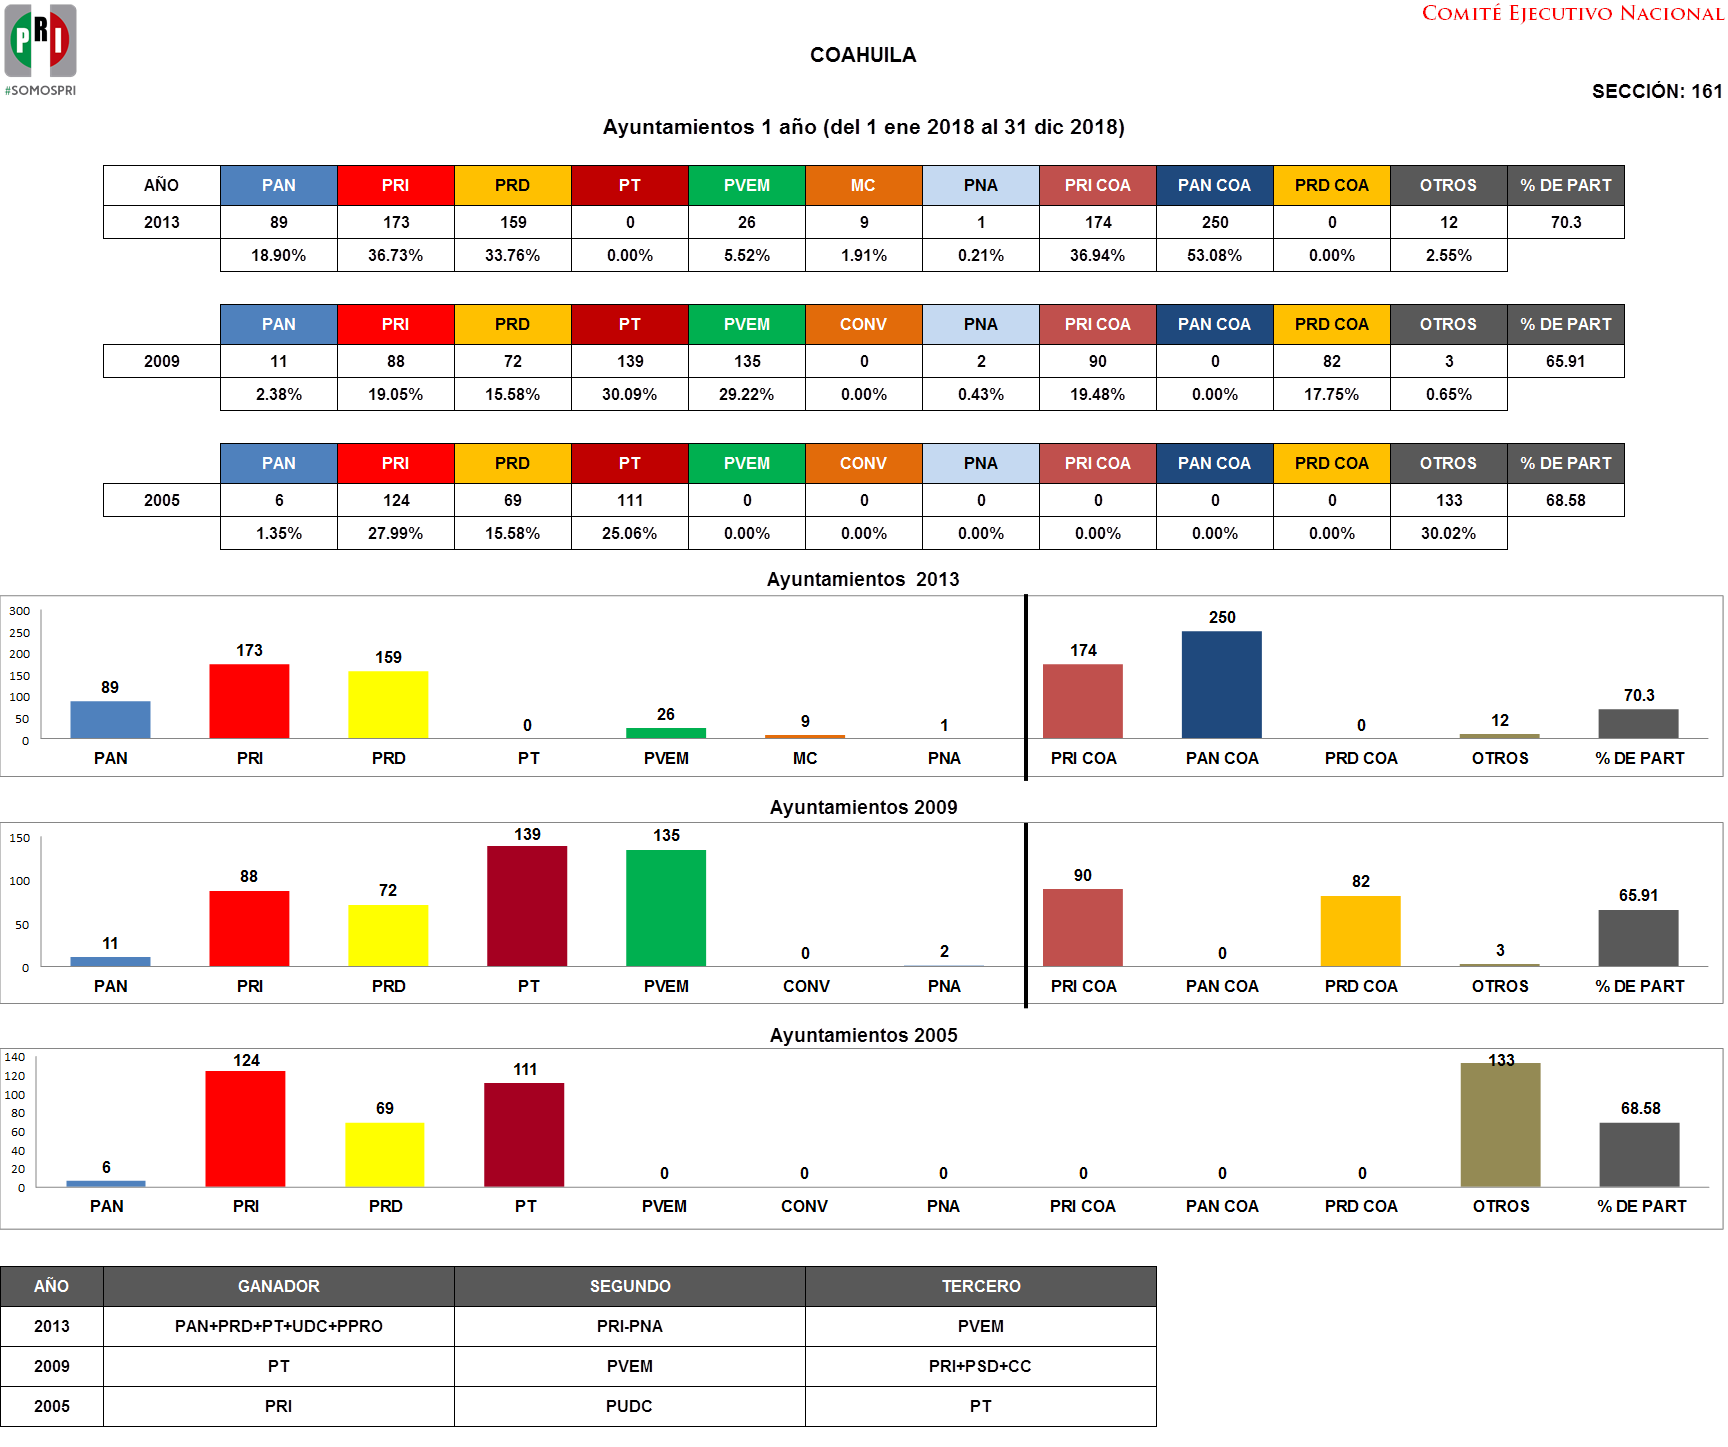 COMITÉ EJECUTIVO NACIONAL
PRI
#SOMOSPRI
COAHUILA
SECCIÓN: 161
Ayuntamientos 1 año (del 1 ene 2018 al 31 dic 2018)
AÑO PAN PRI PRD PT PVEM MC PNA PRI COA PAN COA PRD COA OTROS % DE PART
2013 89 173 159 0 26 9 1 174 250 0 12 70.3
18.90% 36.73% 33.76% 0.00% 5.52% 1.91% 0.21% 36.94% 53.08% 0.00% 2.55%
PAN PRI PRD PT PVEM CONV PNA PRI COA PAN COA PRD COA OTROS % DE PART
2009 11 88 72 139 135 0 2 90 0 82 3 65.91
2.38% 19.05% 15.58% 30.09% 29.22% 0.00% 0.43% 19.48% 0.00% 17.75% 0.65%
PAN PRI PRD PT PVEM CONV PNA PRI COA PAN COA PRD COA OTROS % DE PART
2005 6 124 69 111 0 0 0 0 0 0 133 68.58
1.35% 27.99% 15.58% 25.06% 0.00% 0.00% 0.00% 0.00% 0.00% 0.00% 30.02%
Ayuntamientos 2013
300
250
200
150
100
50
0
89 173 159 0 26 9 1 174 250 0 12 70.3
PAN PRI PRD PT PVEM MC PNA PRI COA PAN COA PRD COA OTROS % DE PART
Ayuntamientos 2009
150
100
50
0
11 88 72 139 135 0 2 90 0 82 3 65.91
PAN PRI PRD PT PVEM CONV PNA PRI COA PAN COA PRD COA OTROS % DE PART
Ayuntamientos 2005
140
120
100
80
60
40
20
0
6 124 69 111 0 0 0 0 0 0 133 68.58
PAN PRI PRD PT PVEM CONV PNA PRI COA PAN COA PRD COA OTROS % DE PART
AÑO GANADOR SEGUNDO TERCERO
2013 PAN+PRD+PT+UDC+PPRO PRI-PNA PVEM
2009 PT PVEM PRI+PSD+CC
2005 PRI PUDC PT